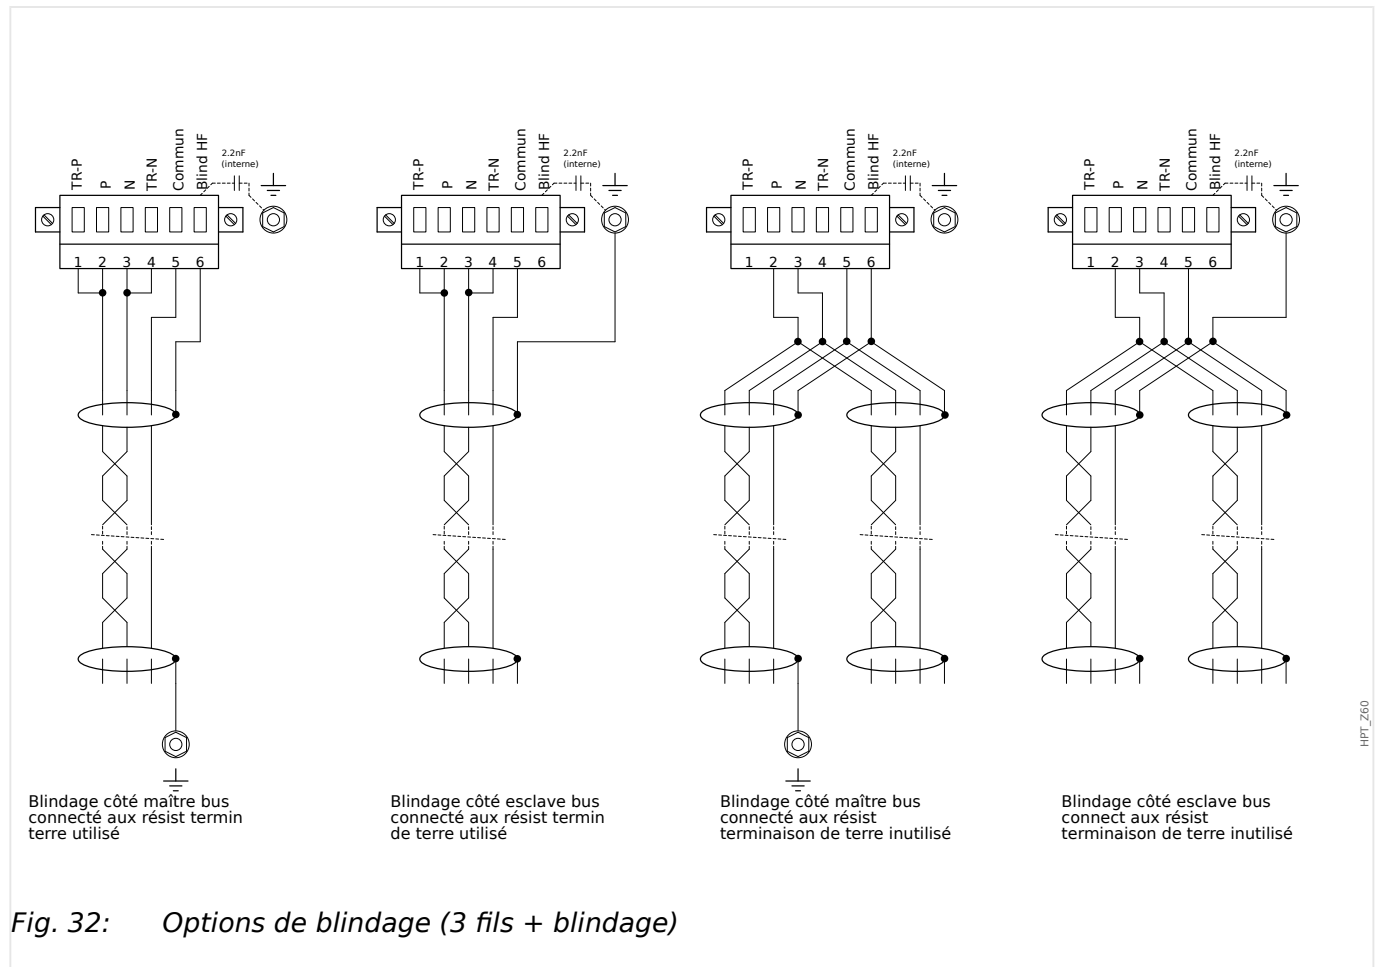 TR-P
P
N
TR-N
Commun
Blind HF
2.2nF
(interne)
1 2 3 4 5 6
TR-P
P
N
TR-N
Commun
Blind HF
2.2nF
(interne)
1 2 3 4 5 6
TR-P
P
N
TR-N
Commun
Blind HF
2.2nF
(interne)
1 2 3 4 5 6
TR-P
P
N
TR-N
Commun
Blind HF
2.2nF
(interne)
1 2 3 4 5 6
Blindage côté maître bus
connecté aux résist termin
terre utilisé
Blindage côté esclave bus
connecté aux résist termin
de terre utilisé
Blindage côté maître bus
connecté aux résist
terminaison de terre inutilisé
Blindage côté esclave bus
connect aux résist
terminaison de terre inutilisé
HPT_Z60
Fig. 32: Options de blindage (3 fils + blindage)